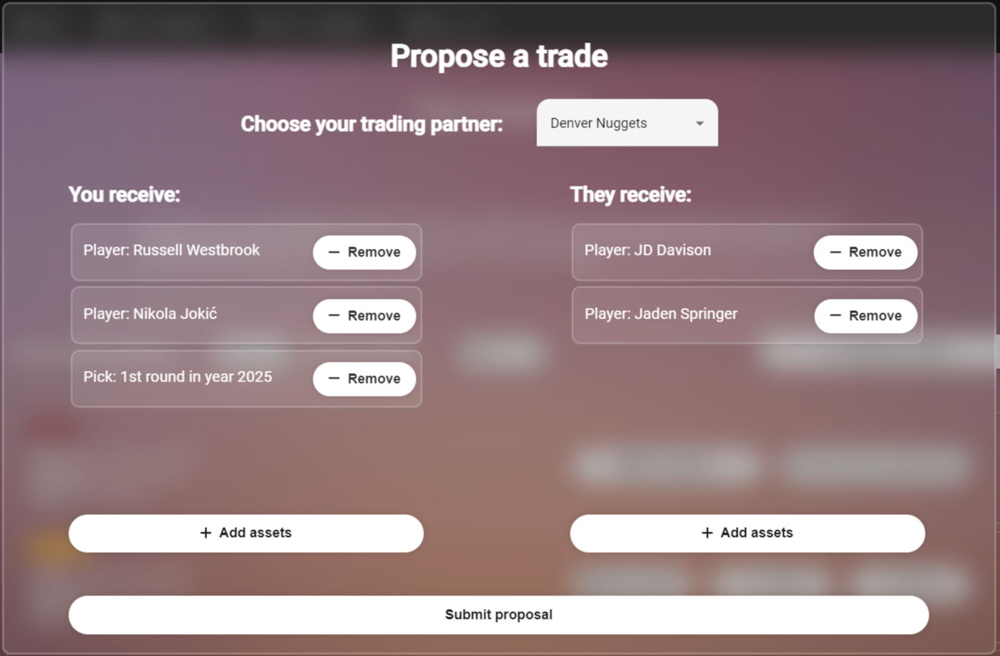 Propose a trade
Choose your trading partner:
Denver Nuggets
You receive:
Player: Russell Westbrook
Remove
Player: Nikola Jokić
Remove
Pick: 1st round in year 2025
Remove
Add assets
They receive:
Player: JD Davison
Remove
Player: Jaden Springer
Remove
Add assets
Submit proposal